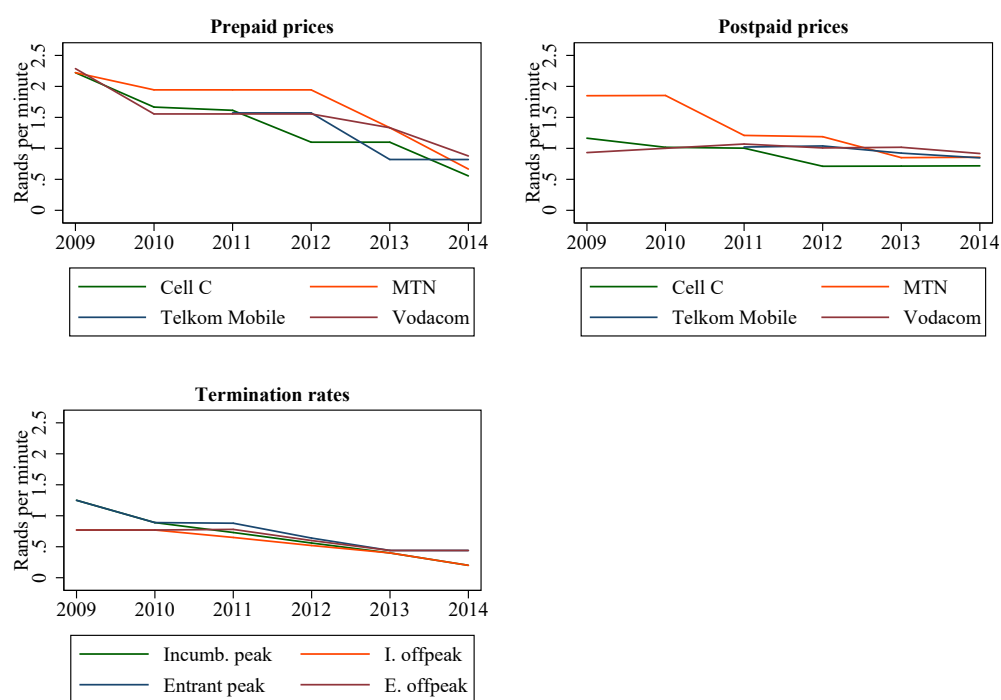 Prepaid prices
Rands per minute
2.5
2
1.5
1
.5
0
2009 2010 2011 2012 2013 2014
Cell C MTN
Telkom Mobile Vodacom
Postpaid prices
Rands per minute
2.5
2
1.5
1
.5
0
2009 2010 2011 2012 2013 2014
Cell C MTN
Telkom Mobile Vodacom
Termination rates
Rands per minute
2.5
2
1.5
1
.5
0
2009 2010 2011 2012 2013 2014
Incumb. peak I. offpeak
Entrant peak E. offpeak